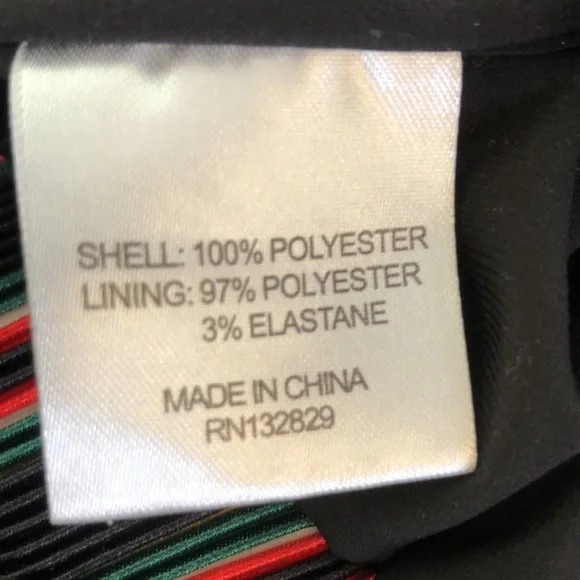 SHELL: 100% POLYESTER
LINING: 97% POLYESTER
3% ELASTANE
MADE IN CHINA
RN132829